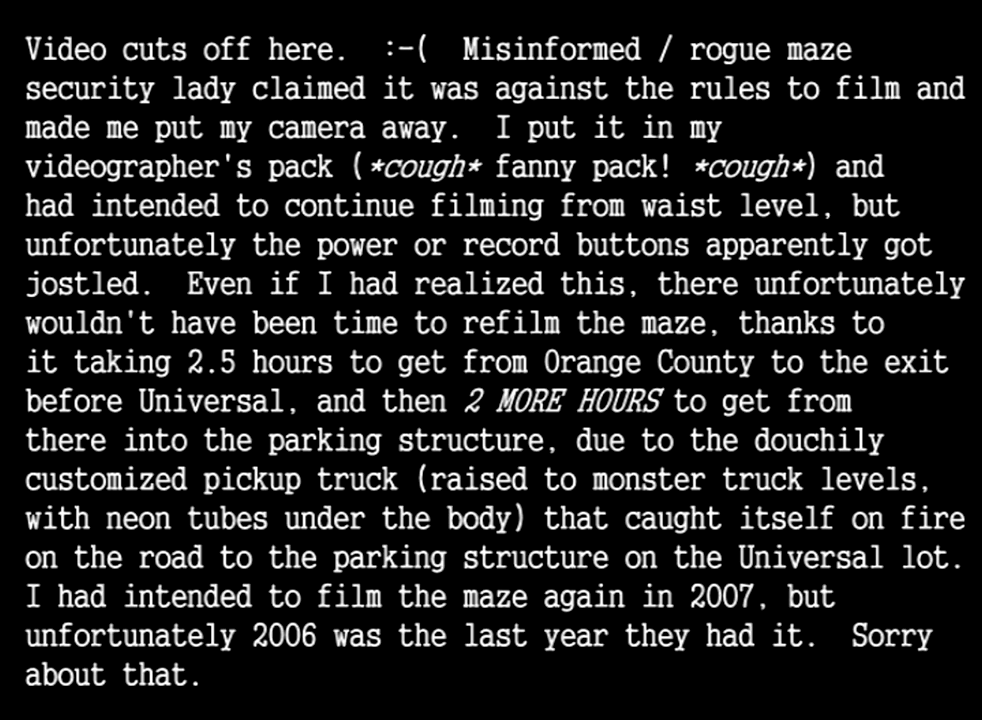 Video cuts off here.  :-(  Misinformed / rogue maze
security lady claimed it was against the rules to film and
made me put my camera away.  I put it in my
videographer's pack (*cough* fanny pack! *cough*) and
had intended to continue filming from waist level, but
unfortunately the power or record buttons apparently got
jostled.  Even if I had realized this, there unfortunately
wouldn't have been time to refilm the maze, thanks to
it taking 2.5 hours to get from Orange County to the exit
before Universal, and then 2 MORE HOURS to get from
there into the parking structure, due to the douchily
customized pickup truck (raised to monster truck levels,
with neon tubes under the body) that caught itself on fire
on the road to the parking structure on the Universal lot.
I had intended to film the maze again in 2007, but
unfortunately 2006 was the last year they had it.  Sorry
about that.